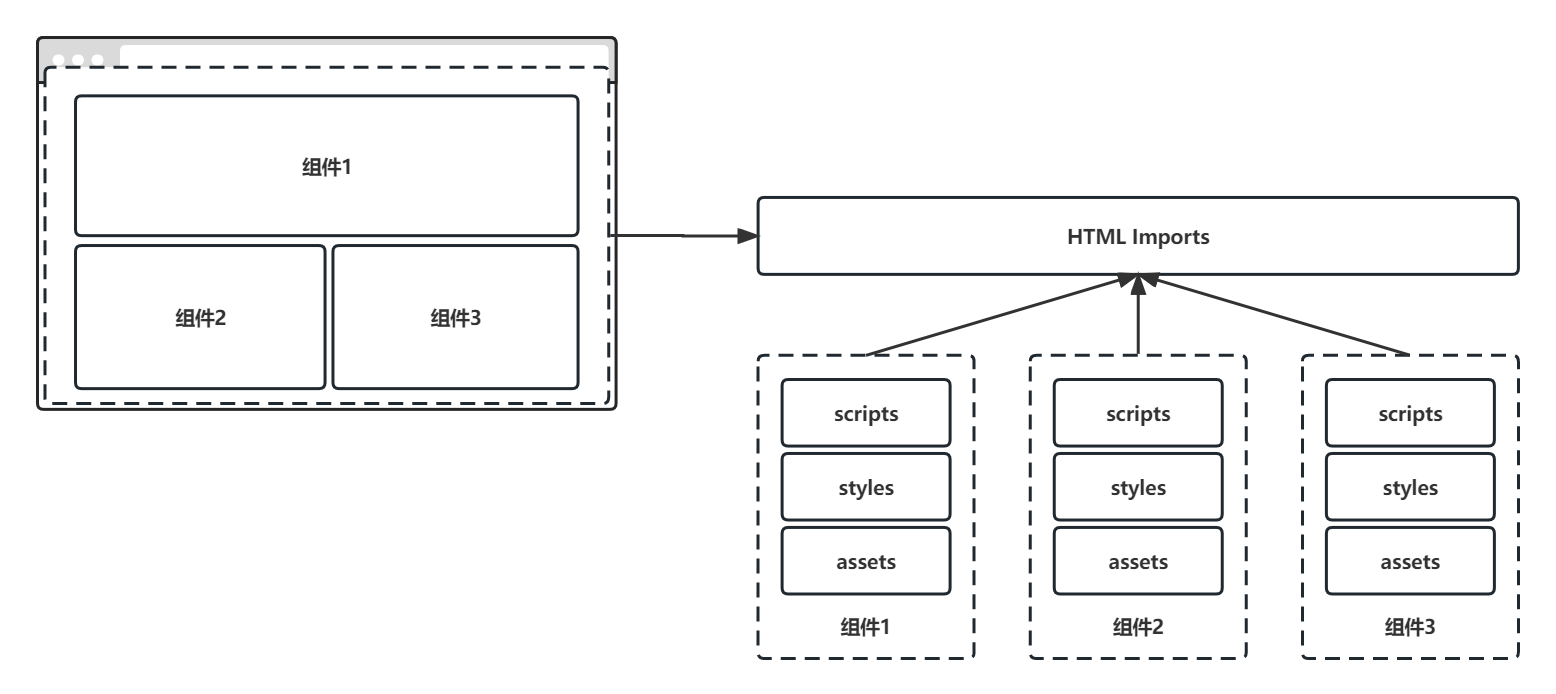 组件1
组件2
组件3
HTML Imports
scripts
styles
assets
组件1
scripts
styles
assets
组件2
scripts
styles
assets
组件3